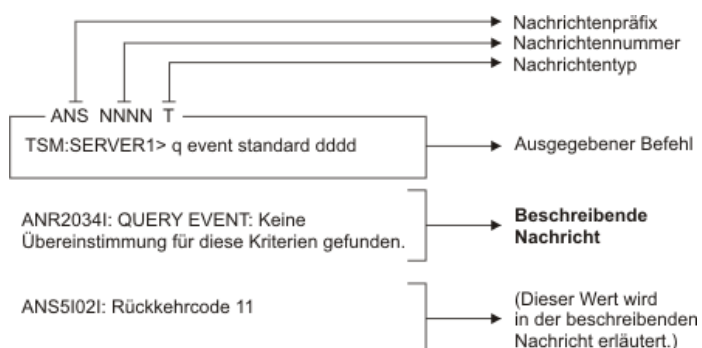 Nachrichtenpräfix
Nachrichtennummer
Nachrichtentyp
ANS NNNN T
TSM:SERVER1> q event standard dddd
Ausgegebener Befehl
ANR2034I: QUERY EVENT: Keine
Übereinstimmung für diese Kriterien gefunden.
Beschreibende
Nachricht
ANS5I02I: Rückkehrcode 11
(Dieser Wert wird
in der beschreibenden
Nachricht erläutert.)